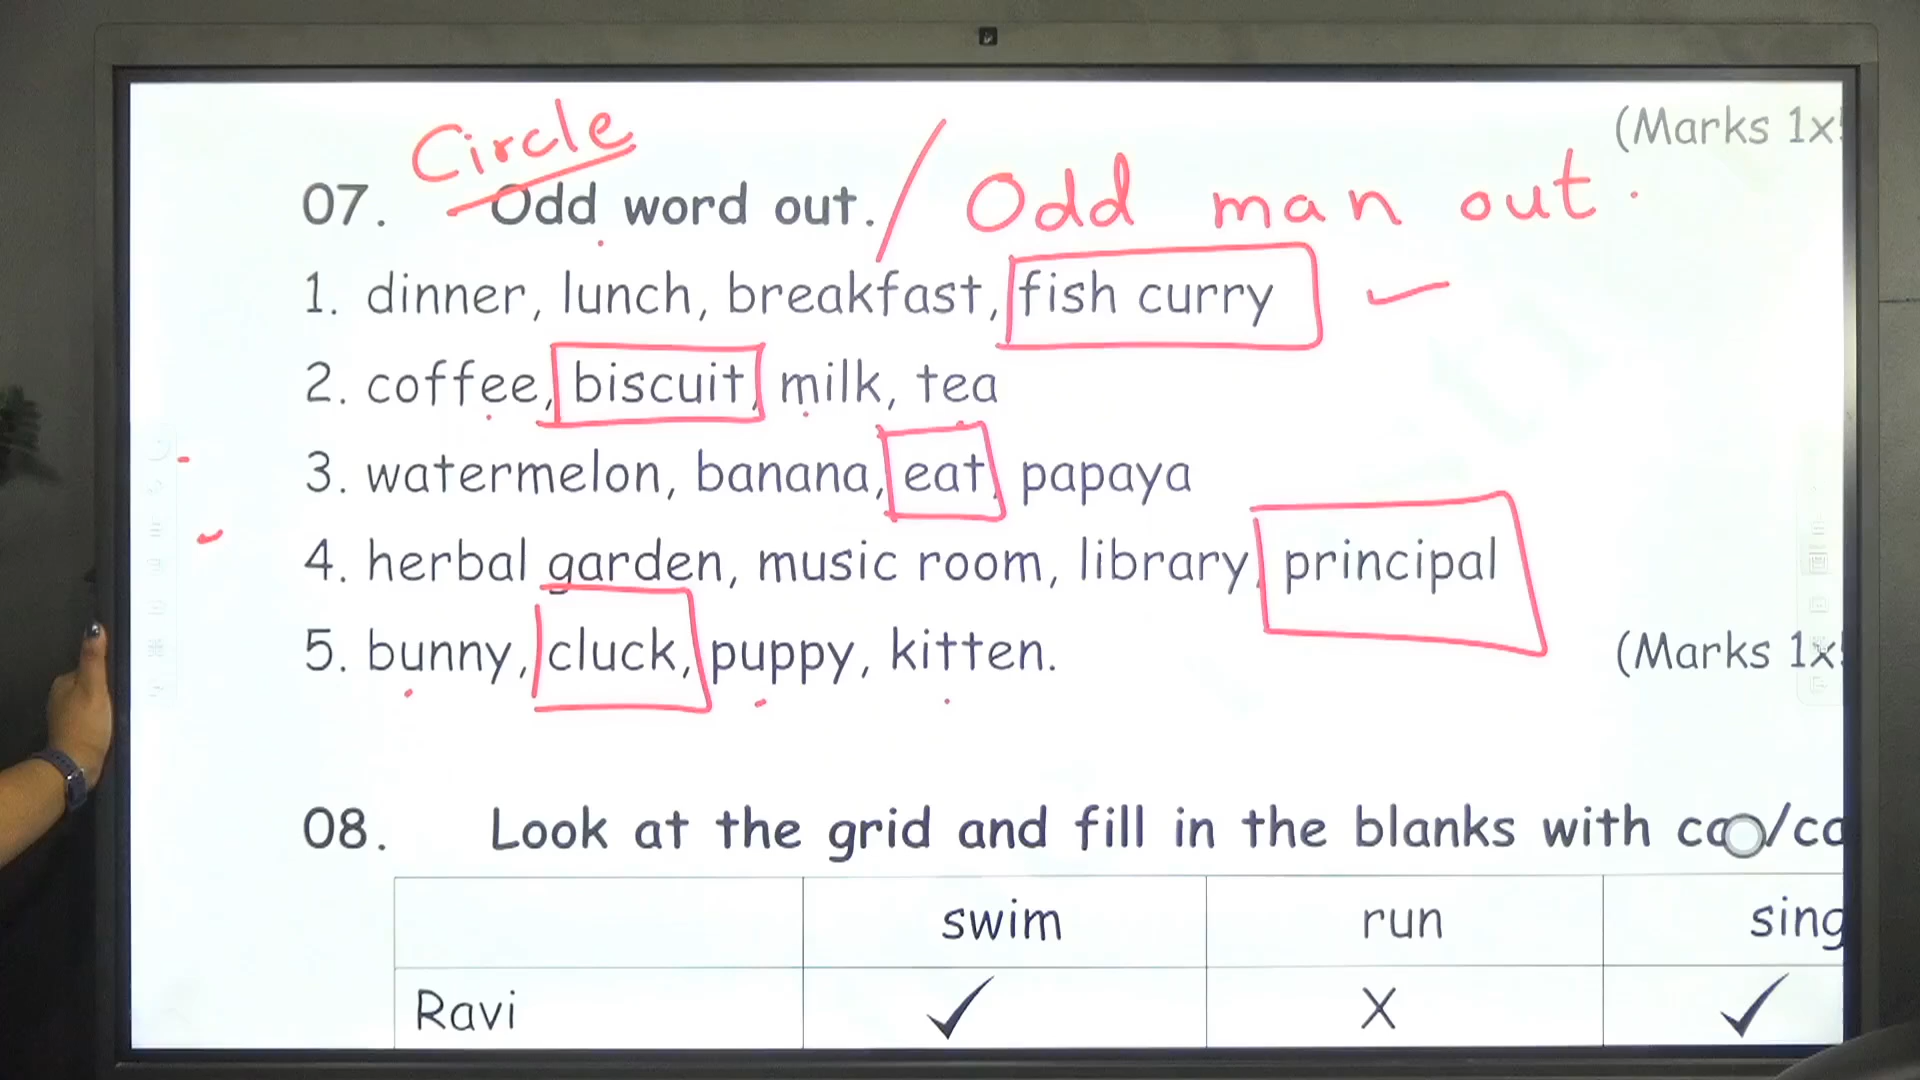 (Marks 1x
Circle
07. Odd word out. / Odd man out.
1. dinner, lunch, breakfast, fish curry
2. coffee, biscuit, milk, tea
3. watermelon, banana, eat, papaya
4. herbal garden, music room, library, principal
5. bunny, cluck, puppy, kitten.
(Marks 1x
08. Look at the grid and fill in the blanks with
swim run sing
Ravi ✓ X ✓